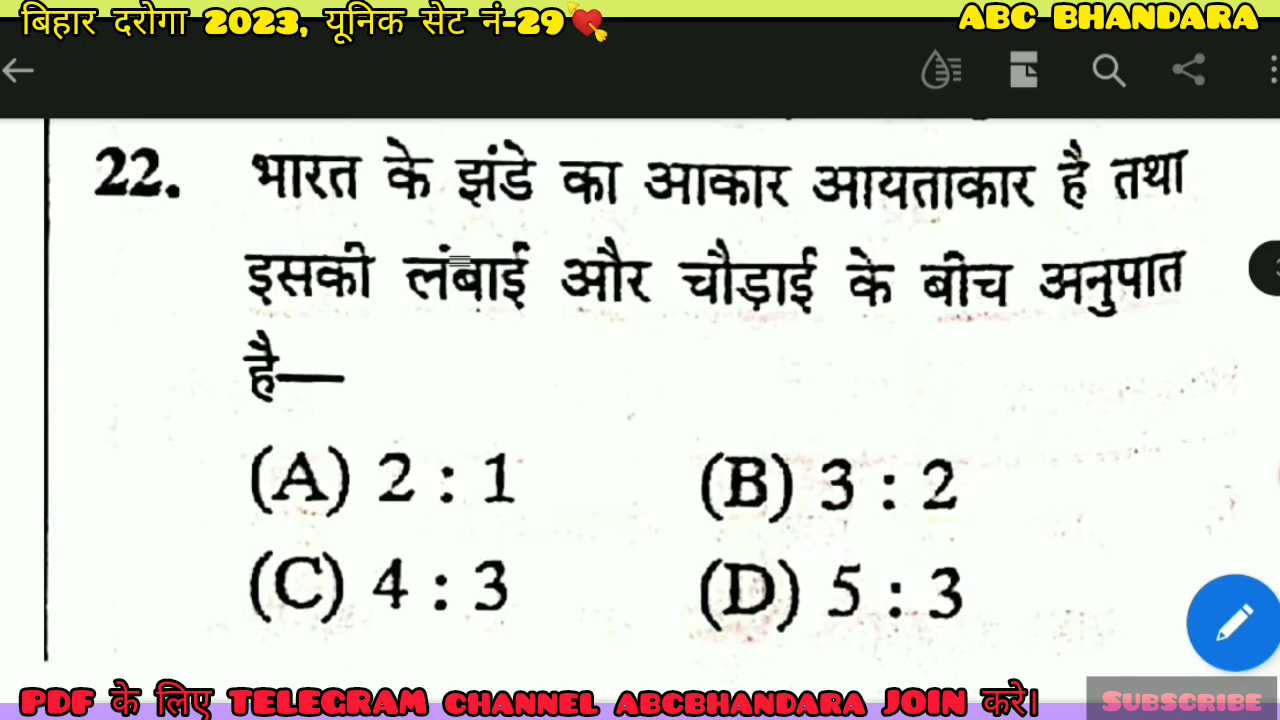 बिहार दरोगा 2023, यूनिक सेट नं-29💘
ABC BHANDARA
22. भारत के झंडे का आकार आयताकार है तथा
इसकी लंबाई और चौड़ाई के बीच अनुपात
है—
(A) 2 : 1 (B) 3 : 2
(C) 4 : 3 (D) 5 : 3
PDF के लिए TELEGRAM CHANNEL ABCBHANDARA JOIN करे।
SUBSCRIBE